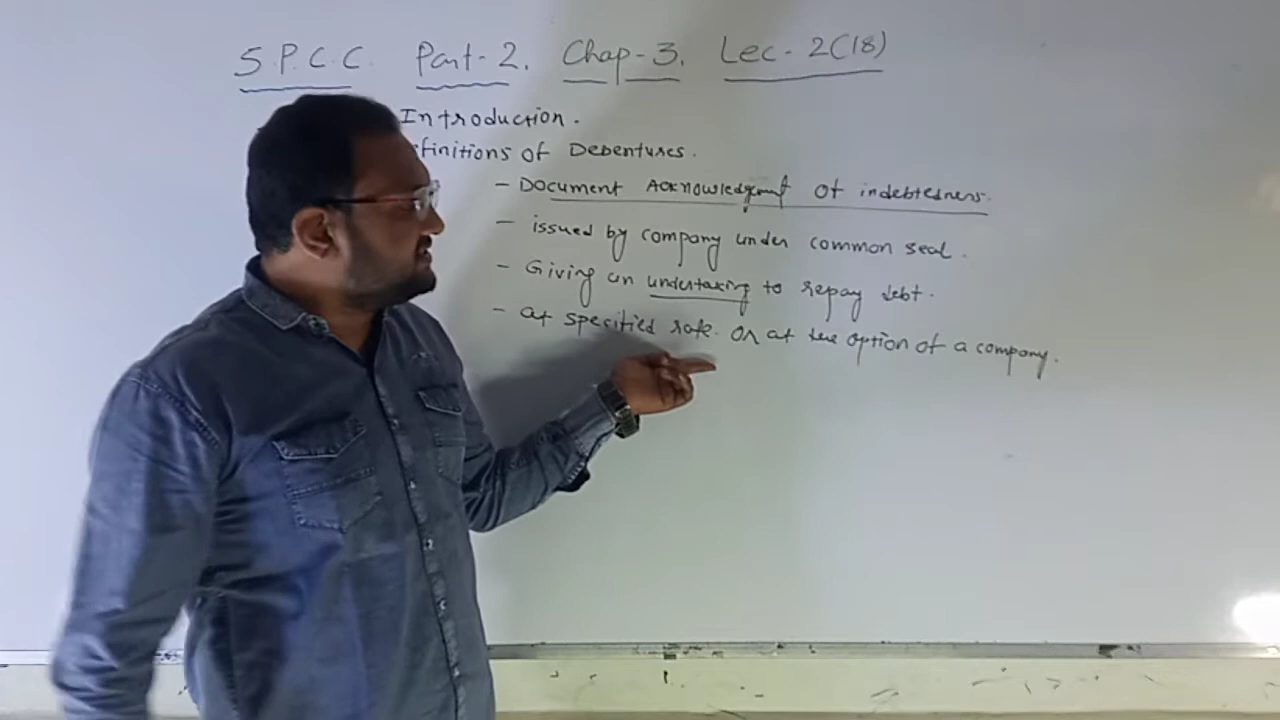 S.P.C.C. Part-2. Chap-3. Lec-2(18)
Introduction.
finitions of Debentures.
- Document Acknowledgment of indebtedness.
- issued by company under common seal.
- Giving an undertaking to repay debt.
- at specified rate. or at the option of a company.